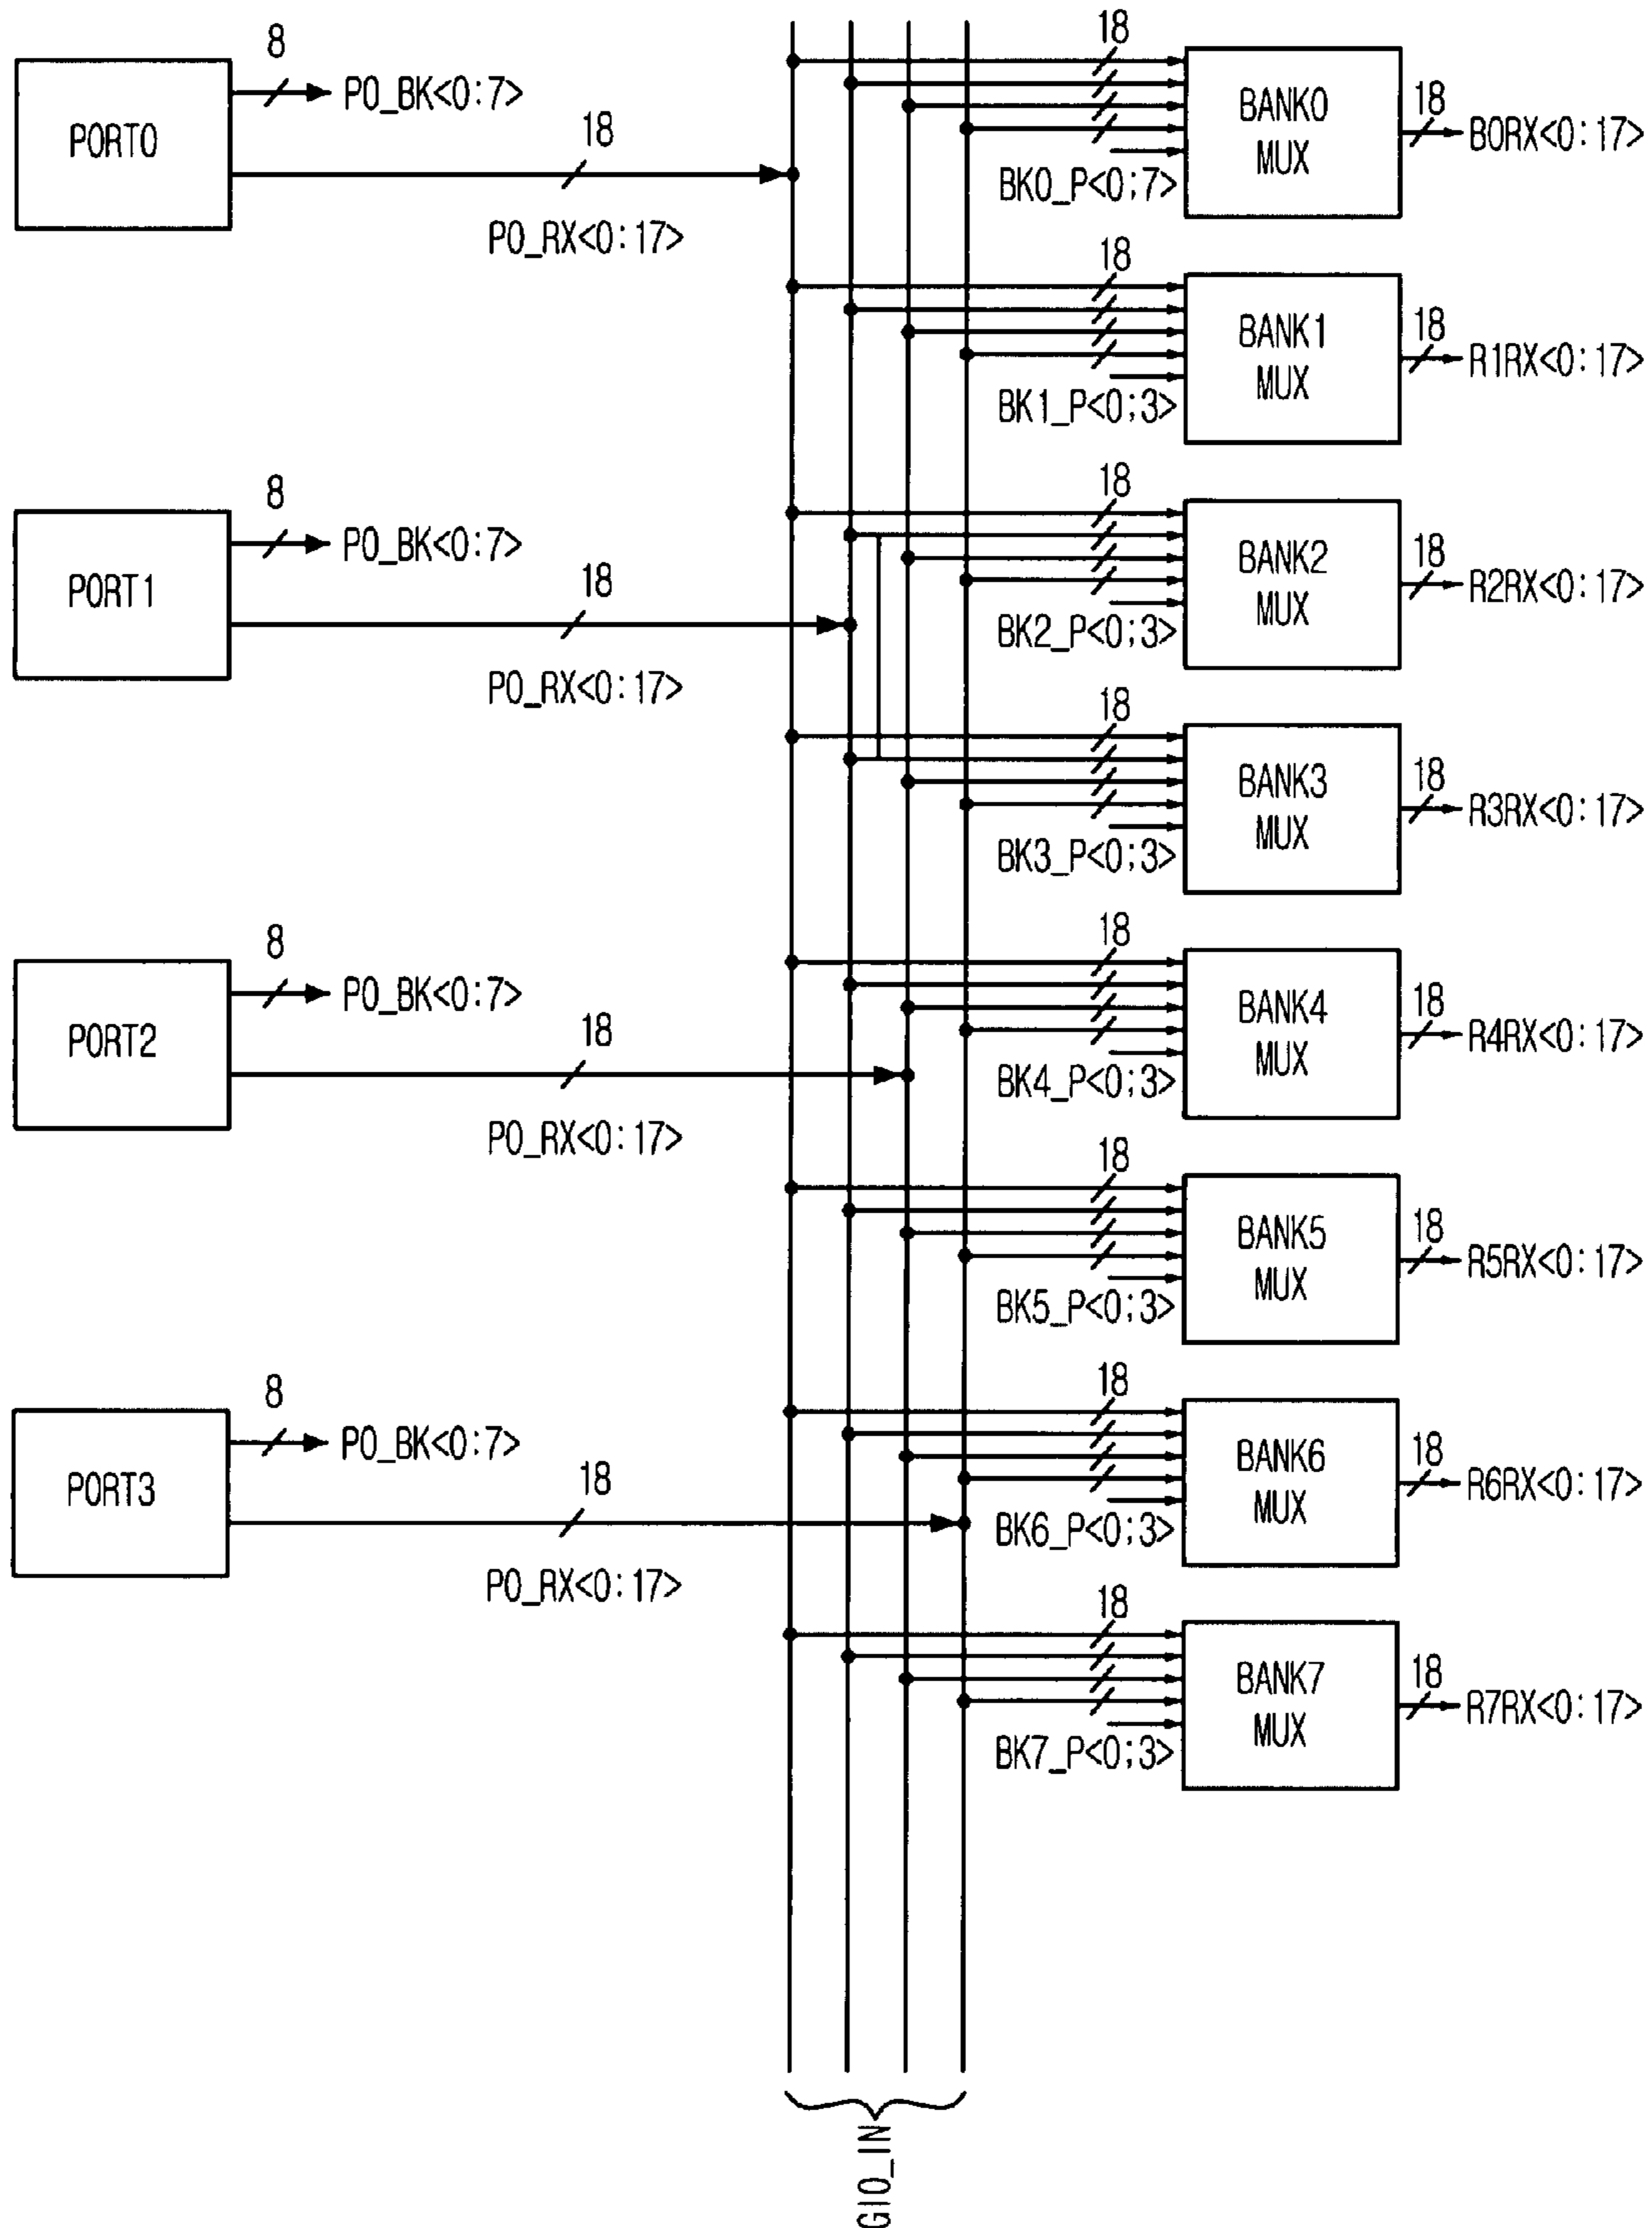 PORT0
8
P0_BK<0:7>
18
P0_RX<0:17>
18
BK0_P<0;7>
BANK0
MUX
18
B0RX<0:17>
18
BK1_P<0;3>
BANK1
MUX
18
R1RX<0:17>
PORT1
8
P0_BK<0:7>
18
P0_RX<0:17>
18
BK2_P<0;3>
BANK2
MUX
18
R2RX<0:17>
18
BK3_P<0;3>
BANK3
MUX
18
R3RX<0:17>
PORT2
8
P0_BK<0:7>
18
P0_RX<0:17>
18
BK4_P<0;3>
BANK4
MUX
18
R4RX<0:17>
18
BK5_P<0;3>
BANK5
MUX
18
R5RX<0:17>
PORT3
8
P0_BK<0:7>
18
P0_RX<0:17>
18
BK6_P<0;3>
BANK6
MUX
18
R6RX<0:17>
18
BK7_P<0;3>
BANK7
MUX
18
R7RX<0:17>
GIO_IN